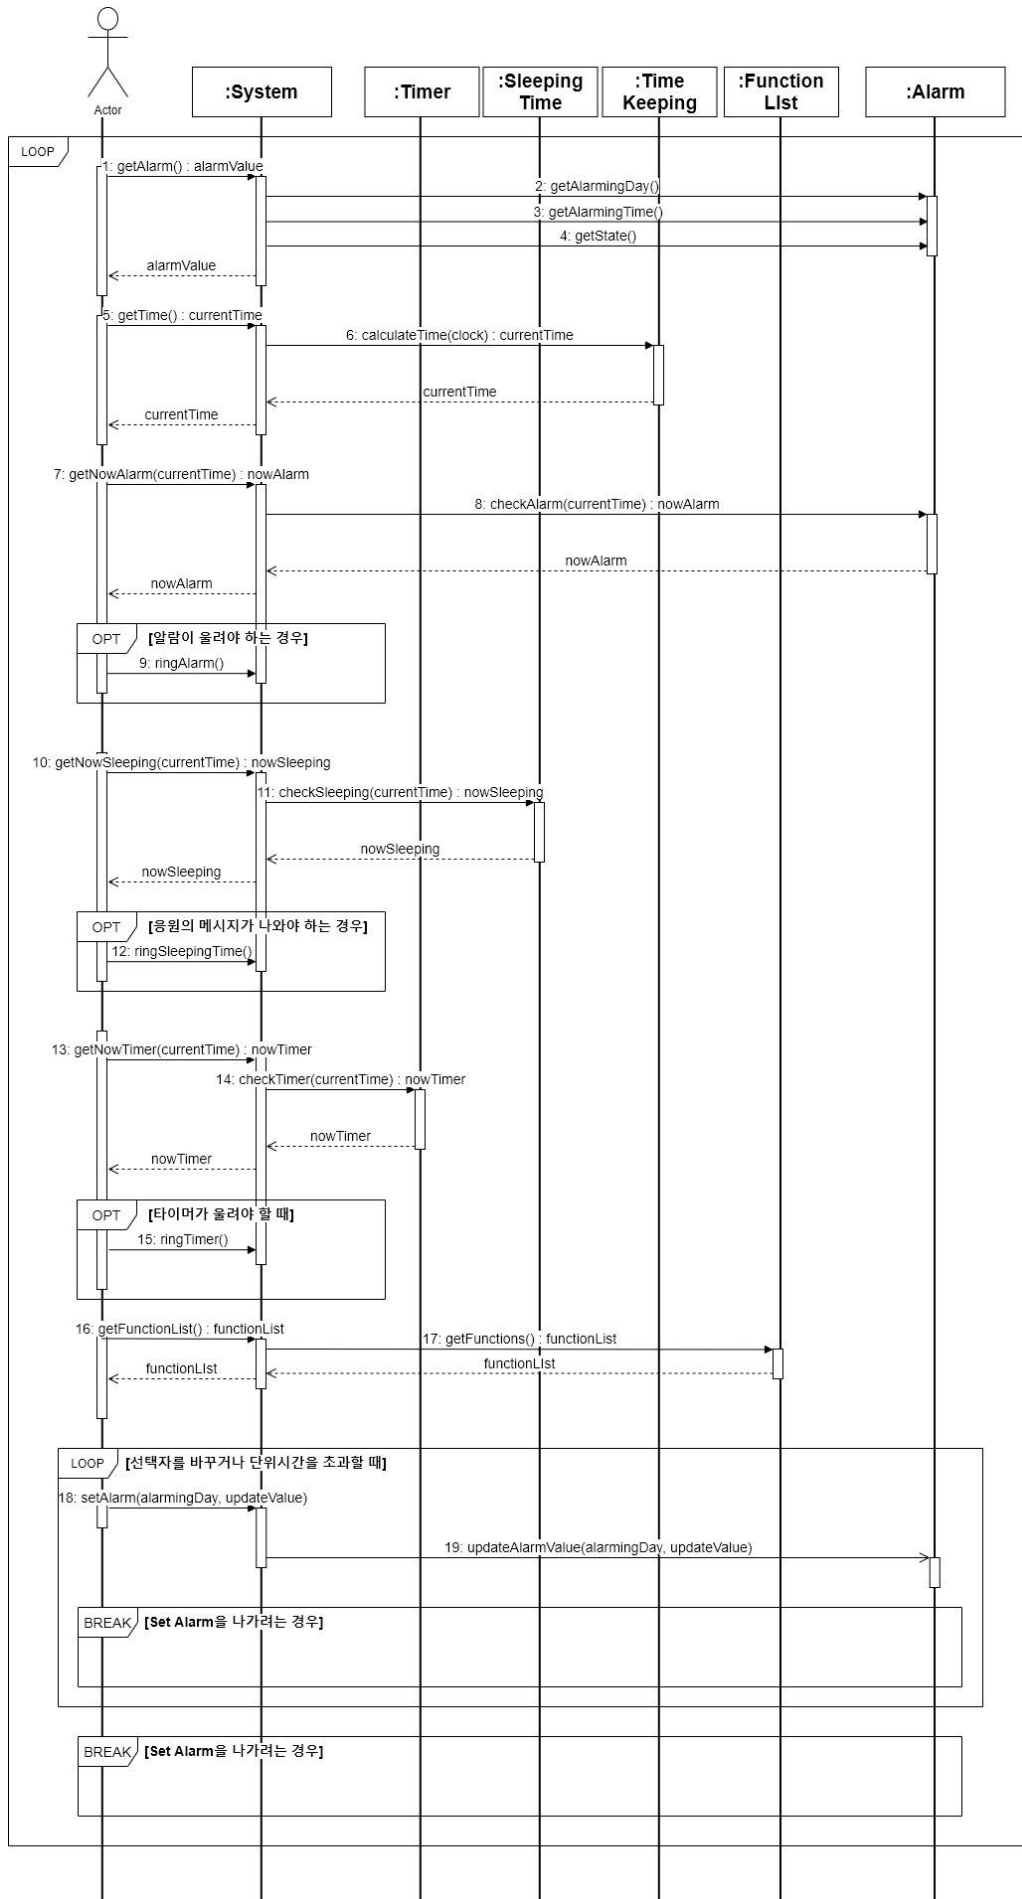 Actor
:System
:Timer
:Sleeping
Time
:Time
Keeping
:Function
LIst
:Alarm
LOOP
1: getAlarm() : alarmValue
2: getAlarmingDay()
3: getAlarmingTime()
4: getState()
alarmValue
5: getTime() : currentTime
6: calculateTime(clock) : currentTime
currentTime
currentTime
7: getNowAlarm(currentTime) : nowAlarm
8: checkAlarm(currentTime) : nowAlarm
nowAlarm
nowAlarm
OPT [알람이 울려야 하는 경우]
9: ringAlarm()
10: getNowSleeping(currentTime) : nowSleeping
11: checkSleeping(currentTime) : nowSleeping
nowSleeping
nowSleeping
OPT [응원의 메시지가 나와야 하는 경우]
12: ringSleepingTime()
13: getNowTimer(currentTime) : nowTimer
14: checkTimer(currentTime) : nowTimer
nowTimer
nowTimer
OPT [타이머가 울려야 할 때]
15: ringTimer()
16: getFunctionList() : functionList
17: getFunctions() : functionList
functionLIst
functionLIst
LOOP [선택자를 바꾸거나 단위시간을 초과할 때]
18: setAlarm(alarmingDay, updateValue)
19: updateAlarmValue(alarmingDay, updateValue)
BREAK [Set Alarm을 나가려는 경우]
BREAK [Set Alarm을 나가려는 경우]